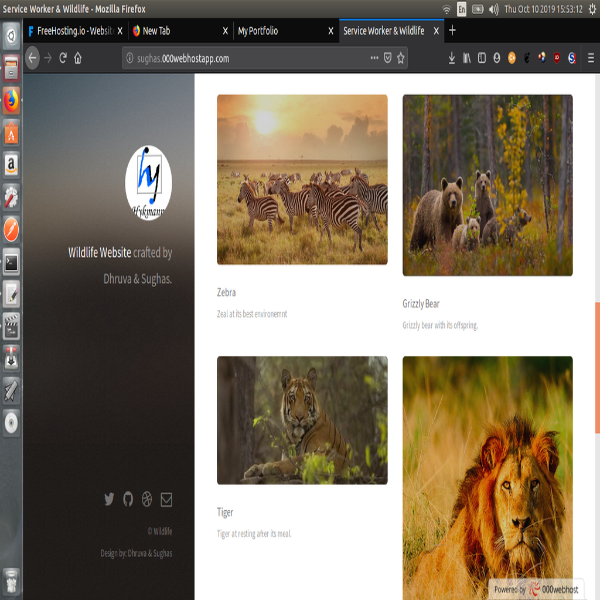 Service Worker & Wildlife - Mozilla Firefox
En
Thu Oct 10 2019 15:53:12
FreeHosting.io - Websit
New Tab
My Portfolio
Service Worker & Wildlife
sughas.000webhostapp.com
hy
Hykmann
Wildlife Website crafted by
Dhruva & Sughas.
Zebra
Zeal at its best environemnt
Grizzly Bear
Grizzly bear with its offspring.
Tiger
Tiger at resting after its meal.
© Wildlife
Design by: Dhruva & Sughas
Powered by 000webhost